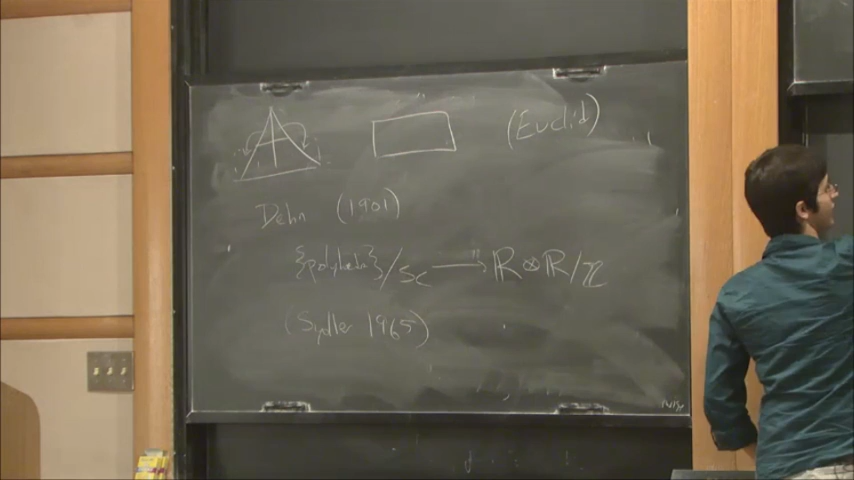 (Euclid)
Dehn (1901)
{polyhedra}/sc → ℝ⊗ℝ/ℤ
(Sydler 1965)